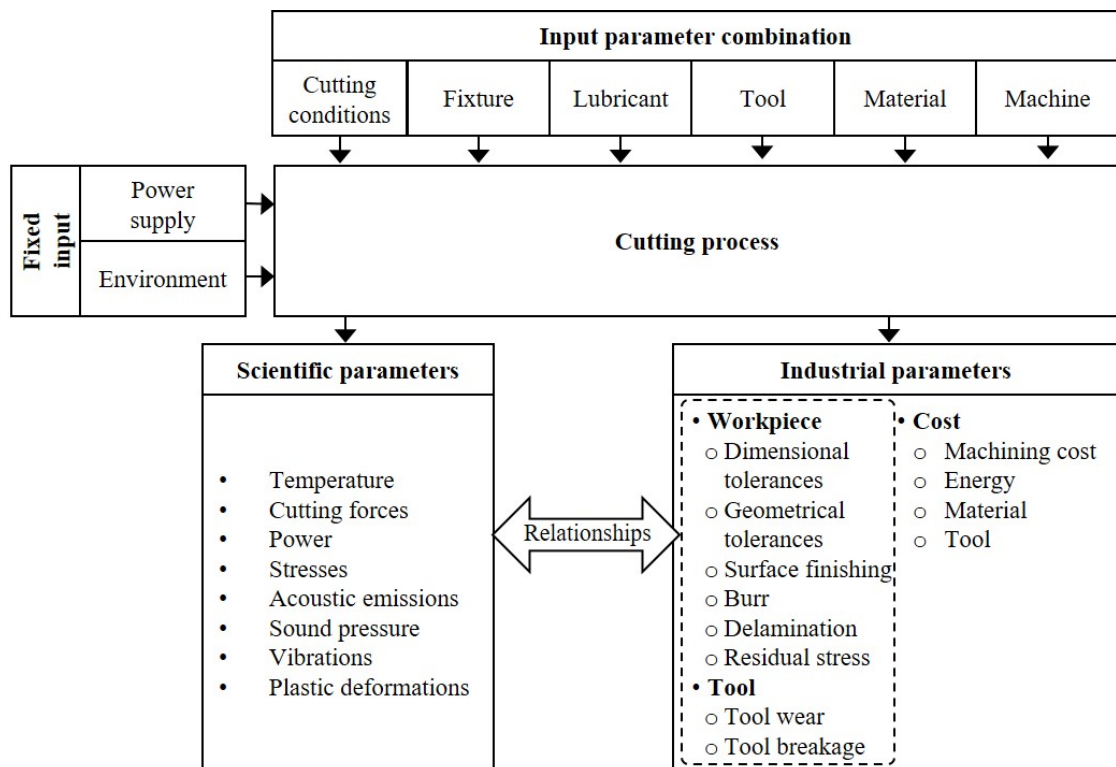 Input parameter combination
Cutting
conditions
Fixture
Lubricant
Tool
Material
Machine
Fixed
input
Power
supply
Environment
Cutting process
Scientific parameters
• Temperature
• Cutting forces
• Power
• Stresses
• Acoustic emissions
• Sound pressure
• Vibrations
• Plastic deformations
Relationships
Industrial parameters
• Workpiece
o Dimensional
tolerances
o Geometrical
tolerances
o Surface finishing
o Burr
o Delamination
o Residual stress
• Tool
o Tool wear
o Tool breakage
• Cost
o Machining cost
o Energy
o Material
o Tool